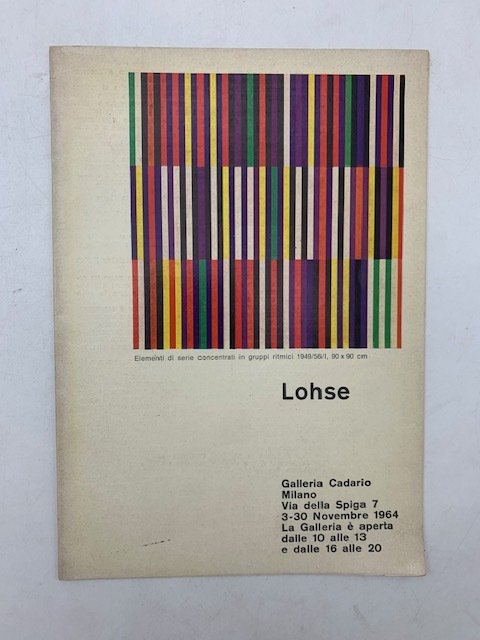 Elementi di serie concentrati in gruppi ritmici 1949/56/I, 90 x 90 cm
Lohse
Galleria Cadario
Milano
Via della Spiga 7
3-30 Novembre 1964
La Galleria è aperta
dalle 10 alle 13
e dalle 16 alle 20